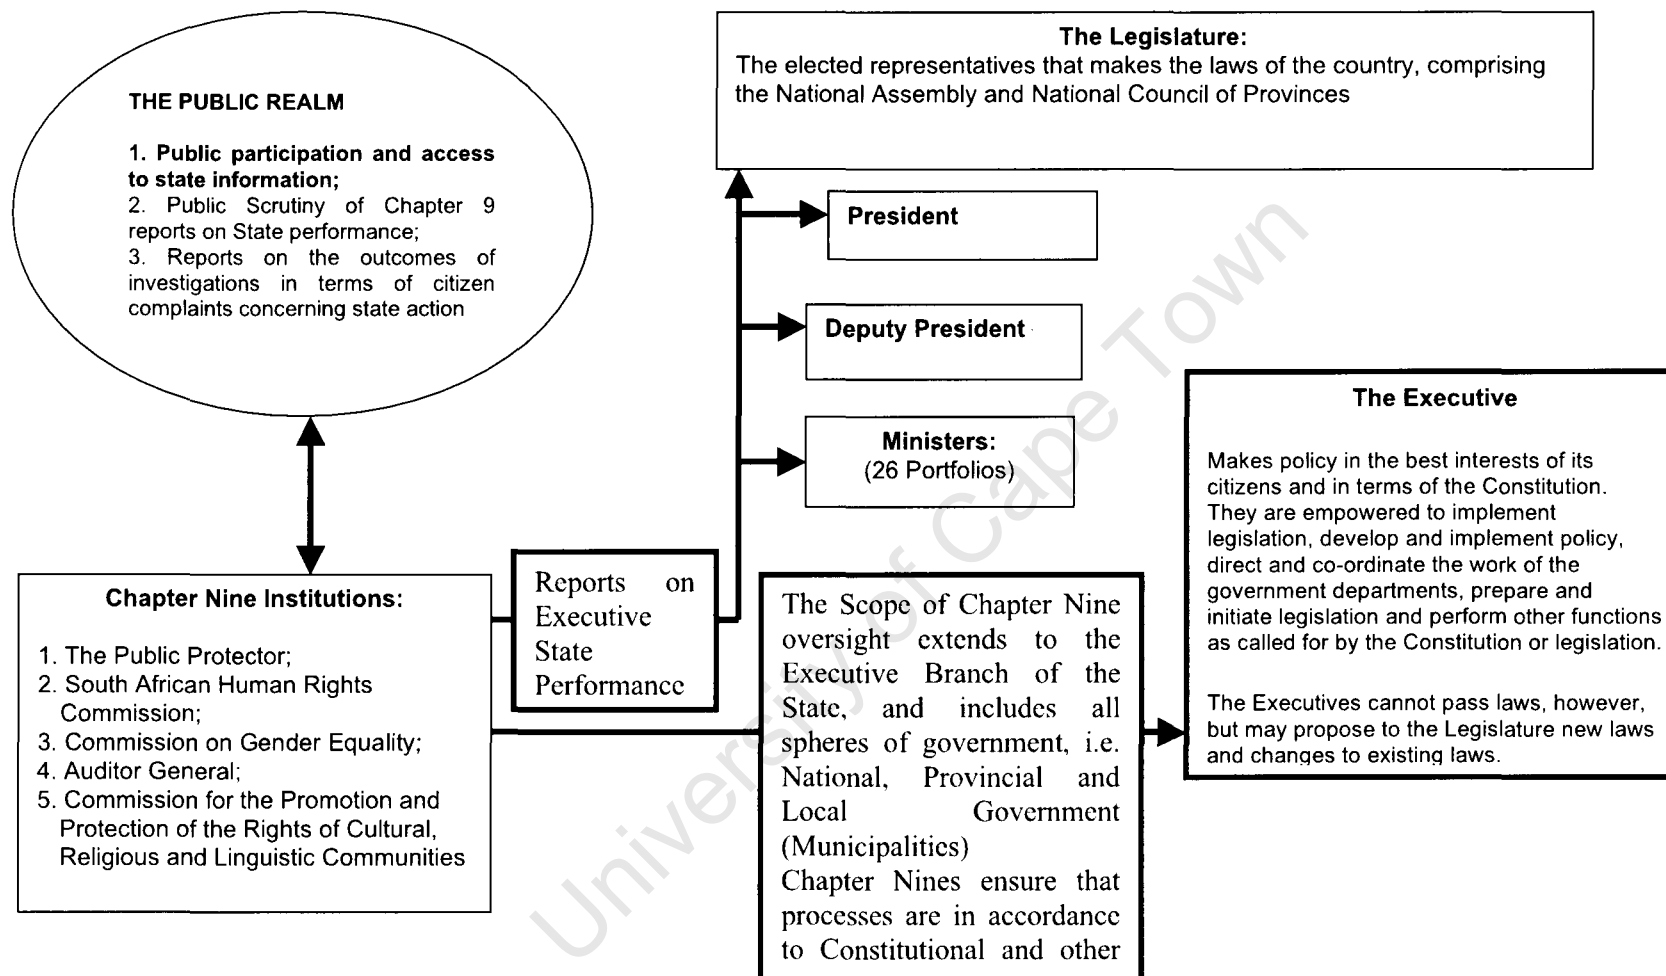 THE PUBLIC REALM
1. Public participation and access
to state information;
2. Public Scrutiny of Chapter 9
reports on State performance;
3. Reports on the outcomes of
investigations in terms of citizen
complaints concerning state action
The Legislature:
The elected representatives that makes the laws of the country, comprising
the National Assembly and National Council of Provinces
President
Deputy President
Ministers:
(26 Portfolios)
The Executive
Makes policy in the best interests of its
citizens and in terms of the Constitution.
They are empowered to implement
legislation, develop and implement policy,
direct and co-ordinate the work of the
government departments, prepare and
initiate legislation and perform other functions
as called for by the Constitution or legislation.
The Executives cannot pass laws, however,
but may propose to the Legislature new laws
and changes to existing laws.
Chapter Nine Institutions:
1. The Public Protector;
2. South African Human Rights
Commission;
3. Commission on Gender Equality;
4. Auditor General;
5. Commission for the Promotion and
Protection of the Rights of Cultural,
Religious and Linguistic Communities
Reports on
Executive
State
Performance
The Scope of Chapter Nine
oversight extends to the
Executive Branch of the
State, and includes all
spheres of government, i.e.
National, Provincial and
Local Government
(Municipalities)
Chapter Nines ensure that
processes are in accordance
to Constitutional and other
University of Cape Town